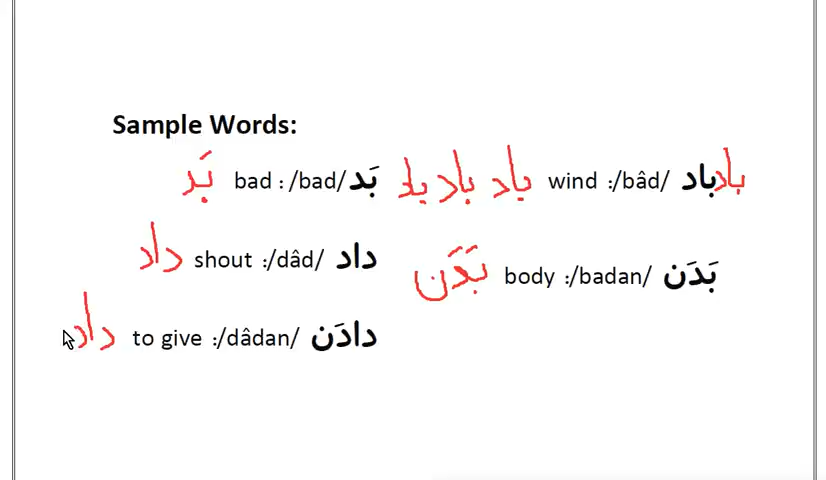 Sample Words:
باد باد /bâd/: wind باد باد باد
بَدَن /badan/: body بَدَن
بَد /bad/: bad بَد
داد /dâd/: shout داد
دادَن /dâdan/: to give داد